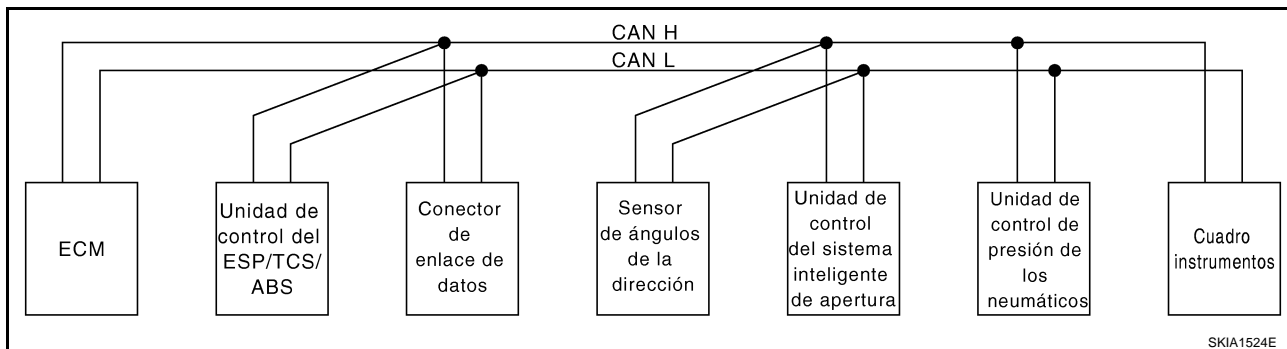 CAN H
CAN L
ECM
Unidad de
control del
ESP/TCS/
ABS
Conector
de
enlace de
datos
Sensor
de ángulos
de la
dirección
Unidad de
control
del sistema
inteligente
de apertura
Unidad de
control de
presión de
los
neumáticos
Cuadro
instrumentos
SKIA1524E